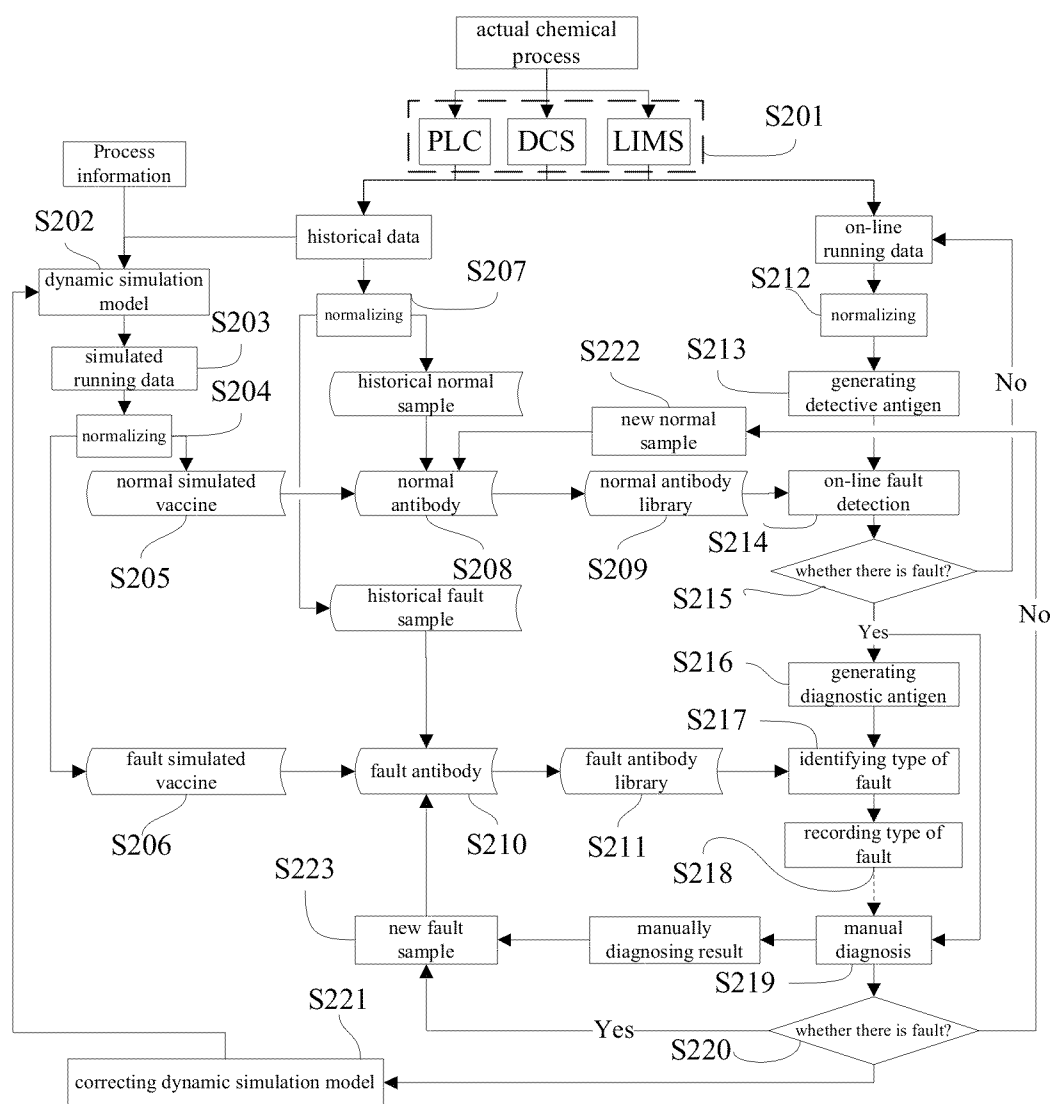 actual chemical
process
S201
PLC
DCS
LIMS
Process
information
S202
historical data
on-line
running data
dynamic simulation
model
S207
S212
normalizing
normalizing
S203
simulated
running data
S222
S213
No
S204
historical normal
sample
generating
detective antigen
normalizing
new normal
sample
normal simulated
vaccine
normal
antibody
normal antibody
library
on-line fault
detection
S214
S205
S208
S209
whether there is fault?
S215
historical fault
sample
No
Yes
S216
generating
diagnostic antigen
S217
fault simulated
vaccine
fault antibody
fault antibody
library
identifying type of
fault
S206
S210
S211
recording type of
fault
S218
S223
new fault
sample
manually
diagnosing result
manual
diagnosis
S219
S221
Yes
whether there is fault?
S220
correcting dynamic simulation model